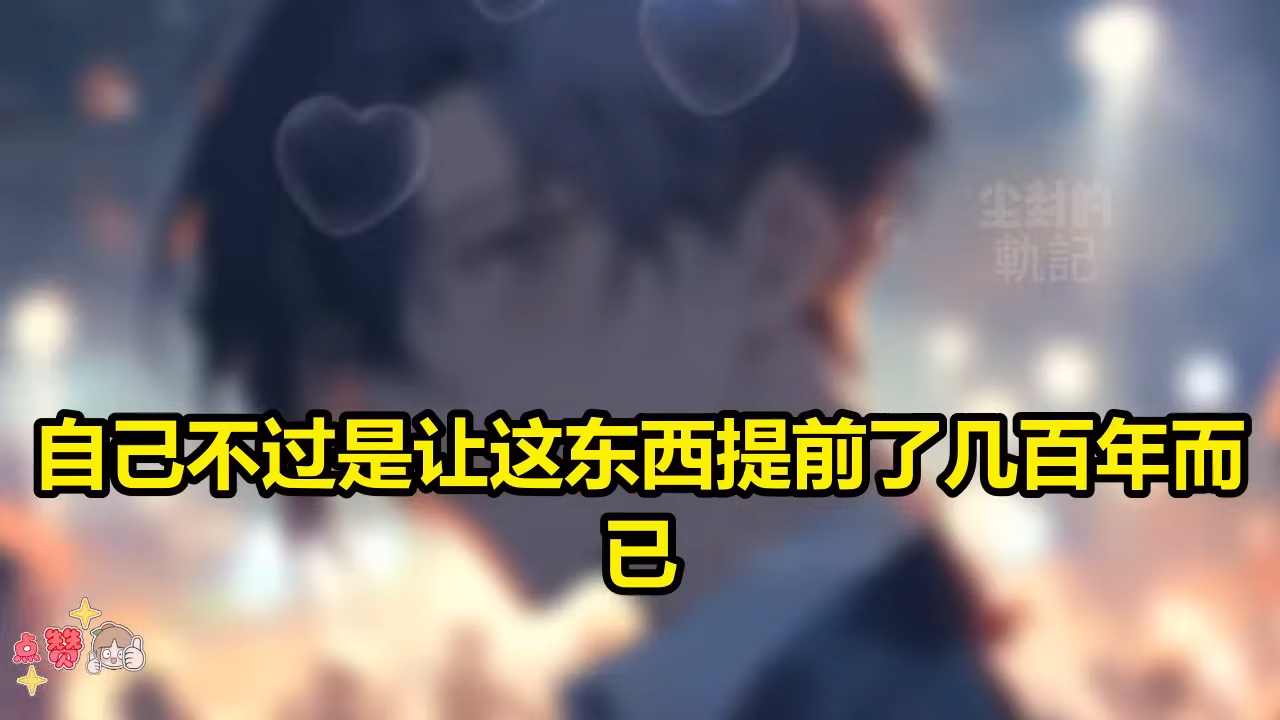 尘封的
軌記
自己不过是让这东西提前了几百年而
已
点赞